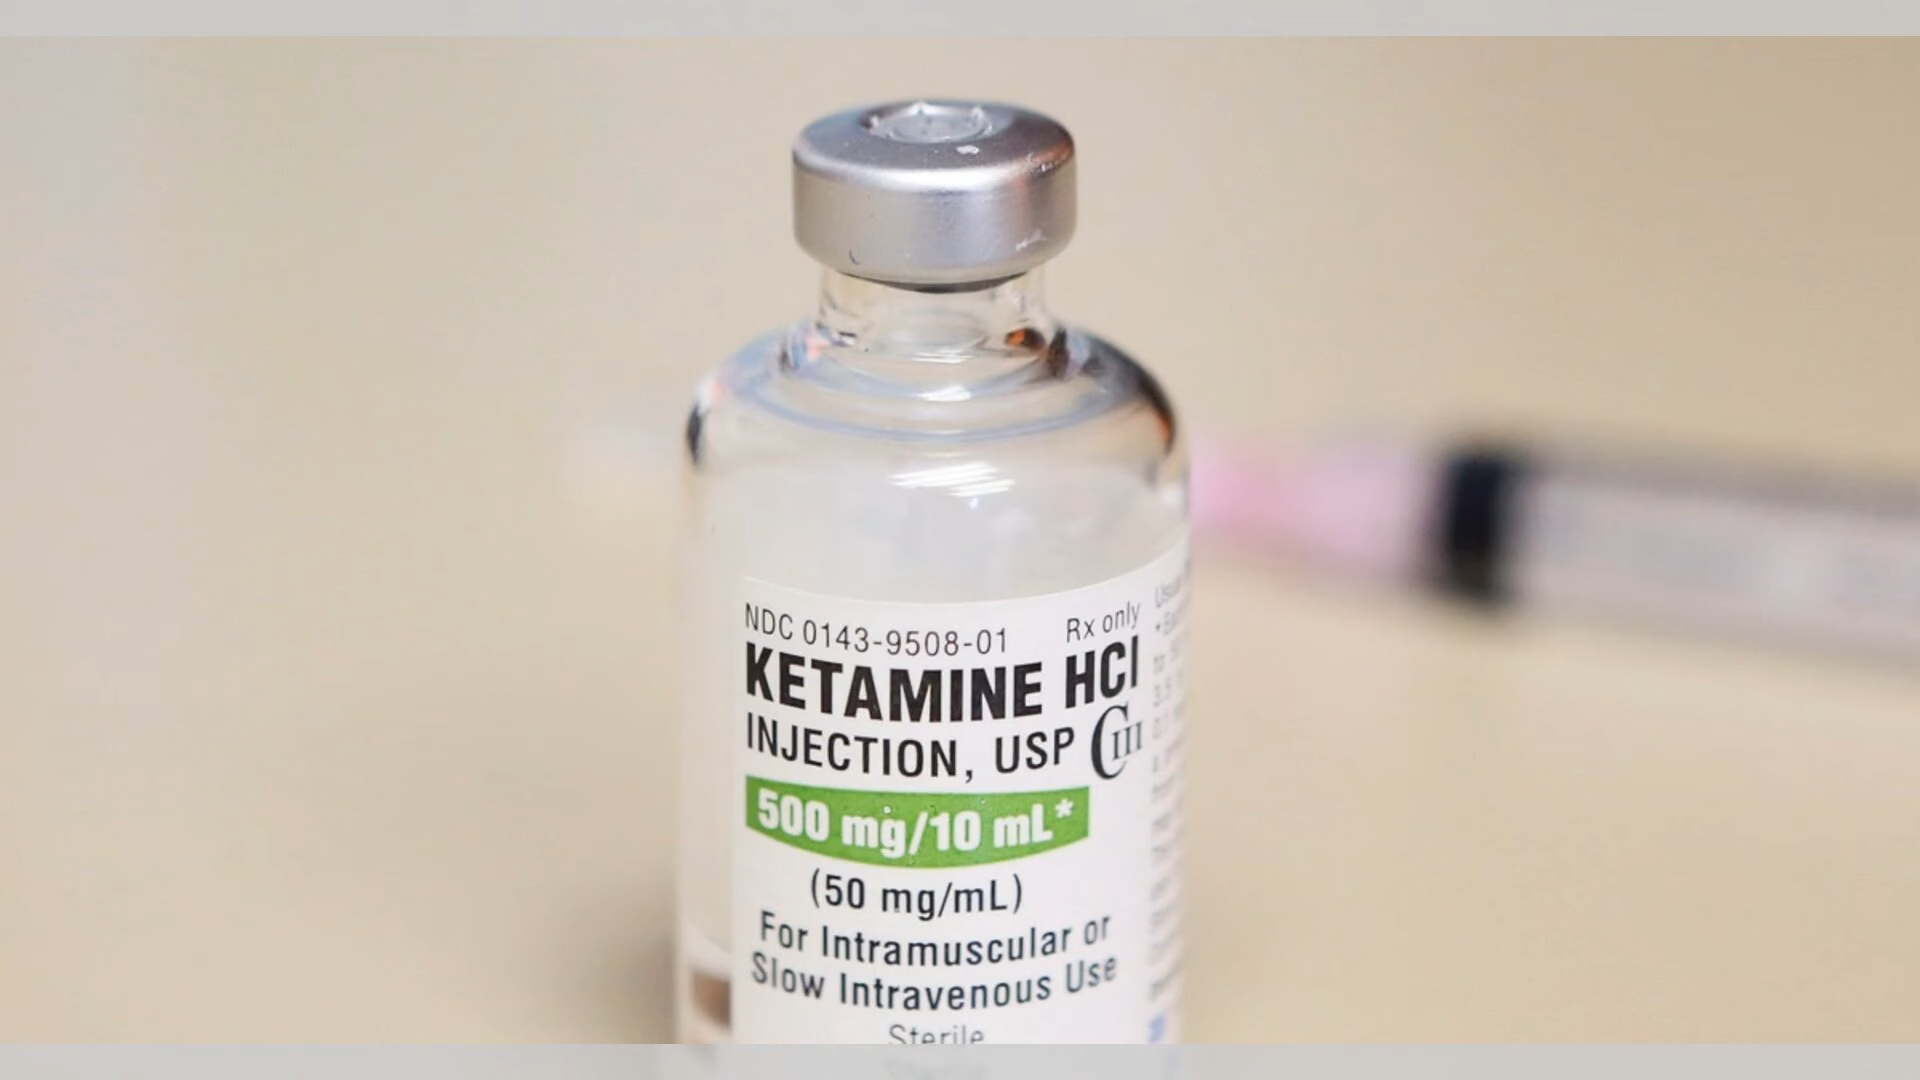 NDC 0143-9508-01 Rx only
KETAMINE HCl
INJECTION, USP CIII
500 mg/10 mL*
(50 mg/mL)
For Intramuscular or
Slow Intravenous Use
Sterile